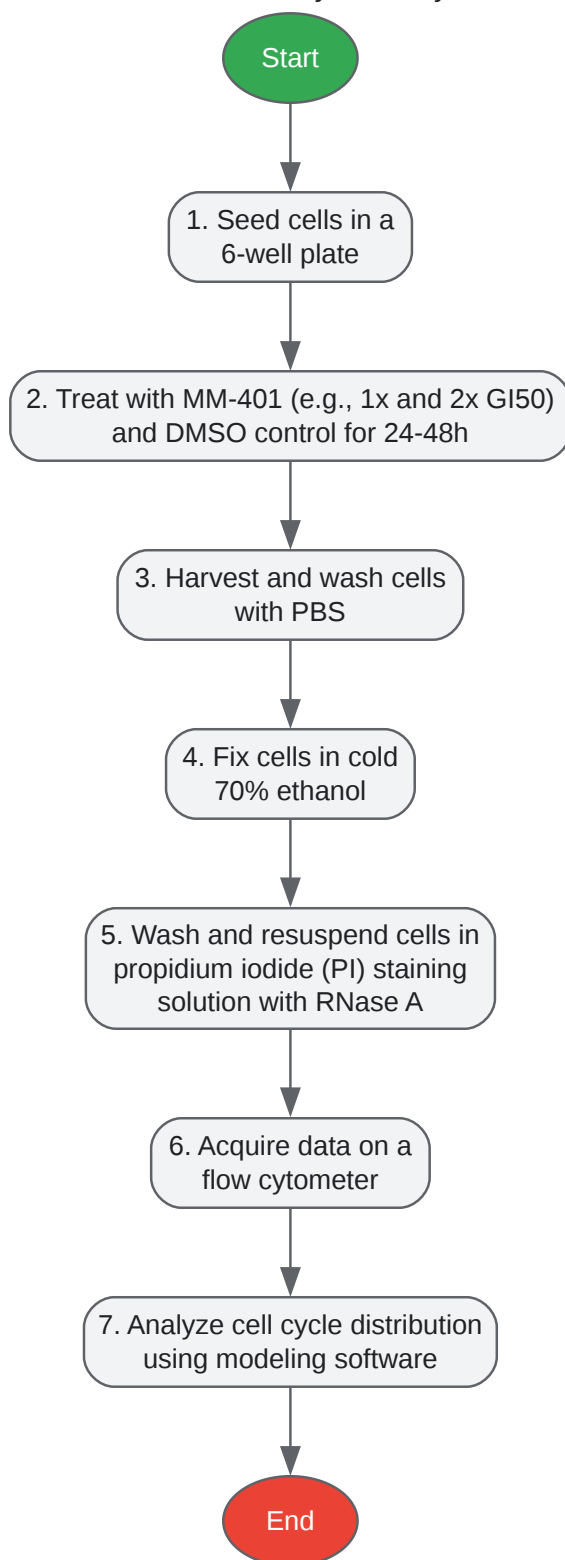 Start
1. Seed cells in a
6-well plate
2. Treat with MM-401 (e.g., 1x and 2x GI50)
and DMSO control for 24-48h
3. Harvest and wash cells
with PBS
4. Fix cells in cold
70% ethanol
5. Wash and resuspend cells in
propidium iodide (PI) staining
solution with RNase A
6. Acquire data on a
flow cytometer
7. Analyze cell cycle distribution
using modeling software
End